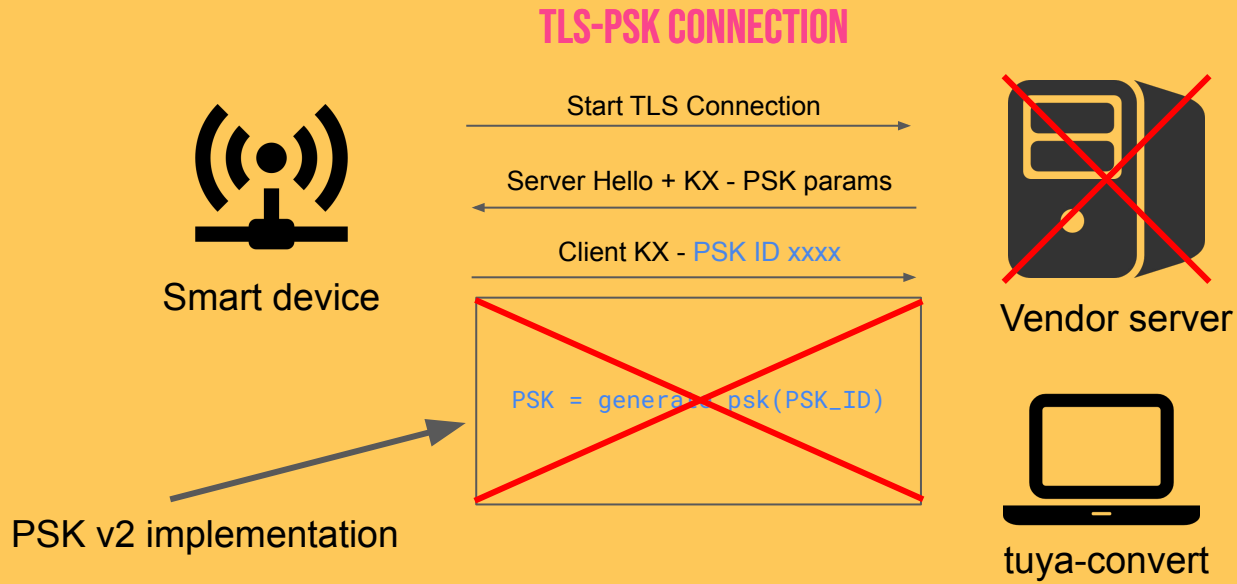 TLS-PSK CONNECTION
Start TLS Connection
Server Hello + KX - PSK params
Client KX - PSK ID xxxx
Smart device
Vendor server
PSK = generate psk(PSK_ID)
PSK v2 implementation
tuya-convert